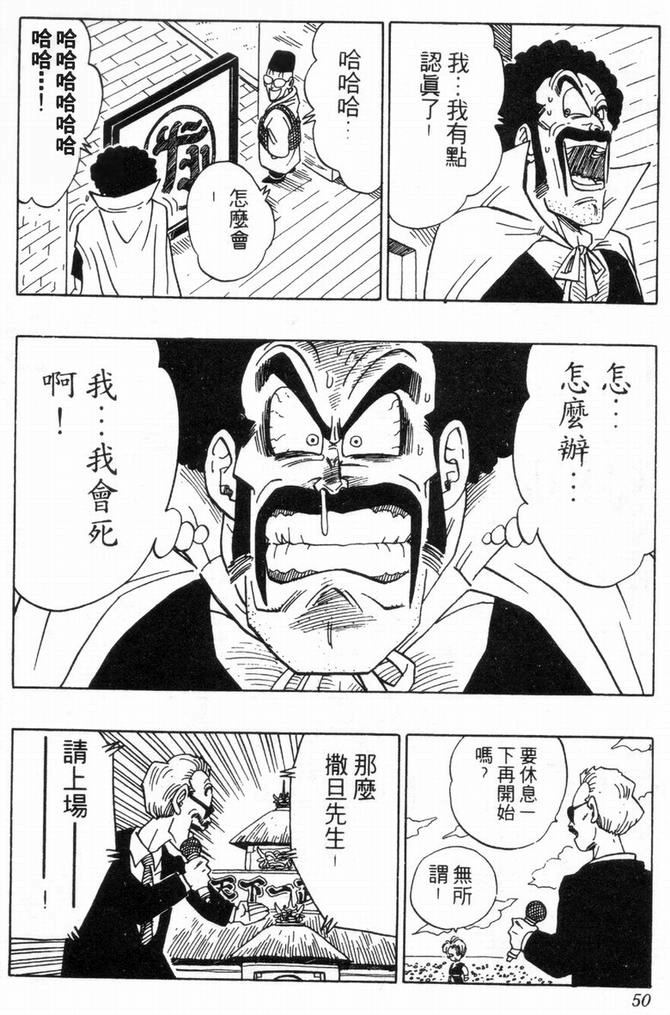 我…我有點
認真了！
哈哈哈…
怎麼會
！
哈哈哈哈哈哈
哈哈…！
怎…
怎麼辦…
我…我會死
啊！
要休息一
下再開始
嗎？
無所
謂！
那麼
撒旦先生！
請上場——！
下一
50